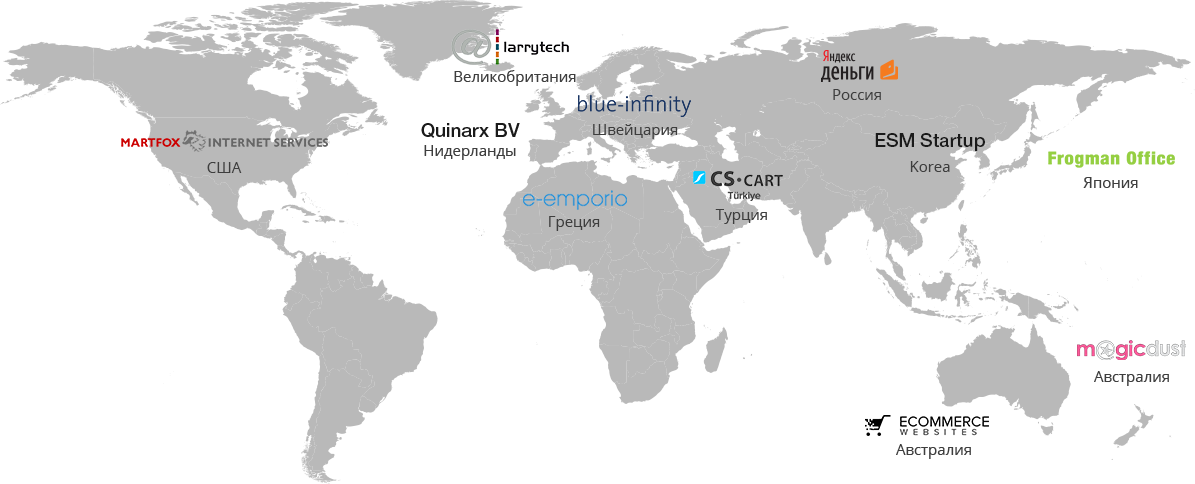 larrytech
Великобритания
Яндекс
деньги
Россия
blue-infinity
Швейцария
Quinarx BV
Нидерланды
MARTFOX INTERNET SERVICES
США
ESM Startup
Korea
Frogman Office
Япония
CS·CART
Türkiye
Турция
e-emporio
Греция
magicdust
Австралия
ECOMMERCE
WEBSITES
Австралия